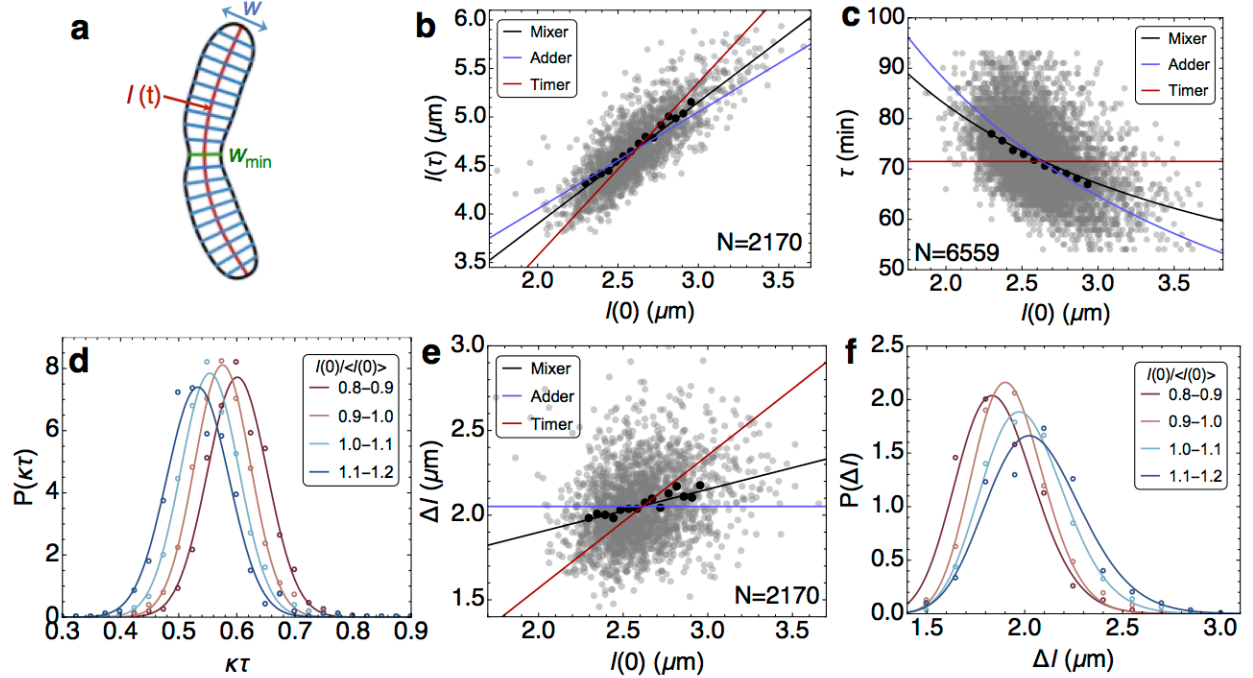 a
w
l (t)
w min
b
6.0
5.5
5.0
4.5
4.0
3.5
l(τ) (μm)
Mixer
Adder
Timer
N=2170
2.0
2.5
3.0
3.5
l(0) (μm)
c
100
90
80
70
60
50
τ (min)
Mixer
Adder
Timer
N=6559
2.0
2.5
3.0
3.5
l(0) (μm)
d
8
6
4
2
0
P(κτ)
l(0)/<l(0)>
0.8–0.9
0.9–1.0
1.0–1.1
1.1–1.2
0.3 0.4 0.5 0.6 0.7 0.8 0.9
κτ
e
3.0
2.5
2.0
1.4
Δl (μm)
Mixer
Adder
Timer
N=2170
2.0
2.5
3.0
3.5
l(0) (μm)
f
2.5
2.0
1.5
1.0
0.5
0.0
P(Δl)
l(0)/<l(0)>
0.8–0.9
0.9–1.0
1.0–1.1
1.1–1.2
1.5
2.0
2.5
3.0
Δl (μm)